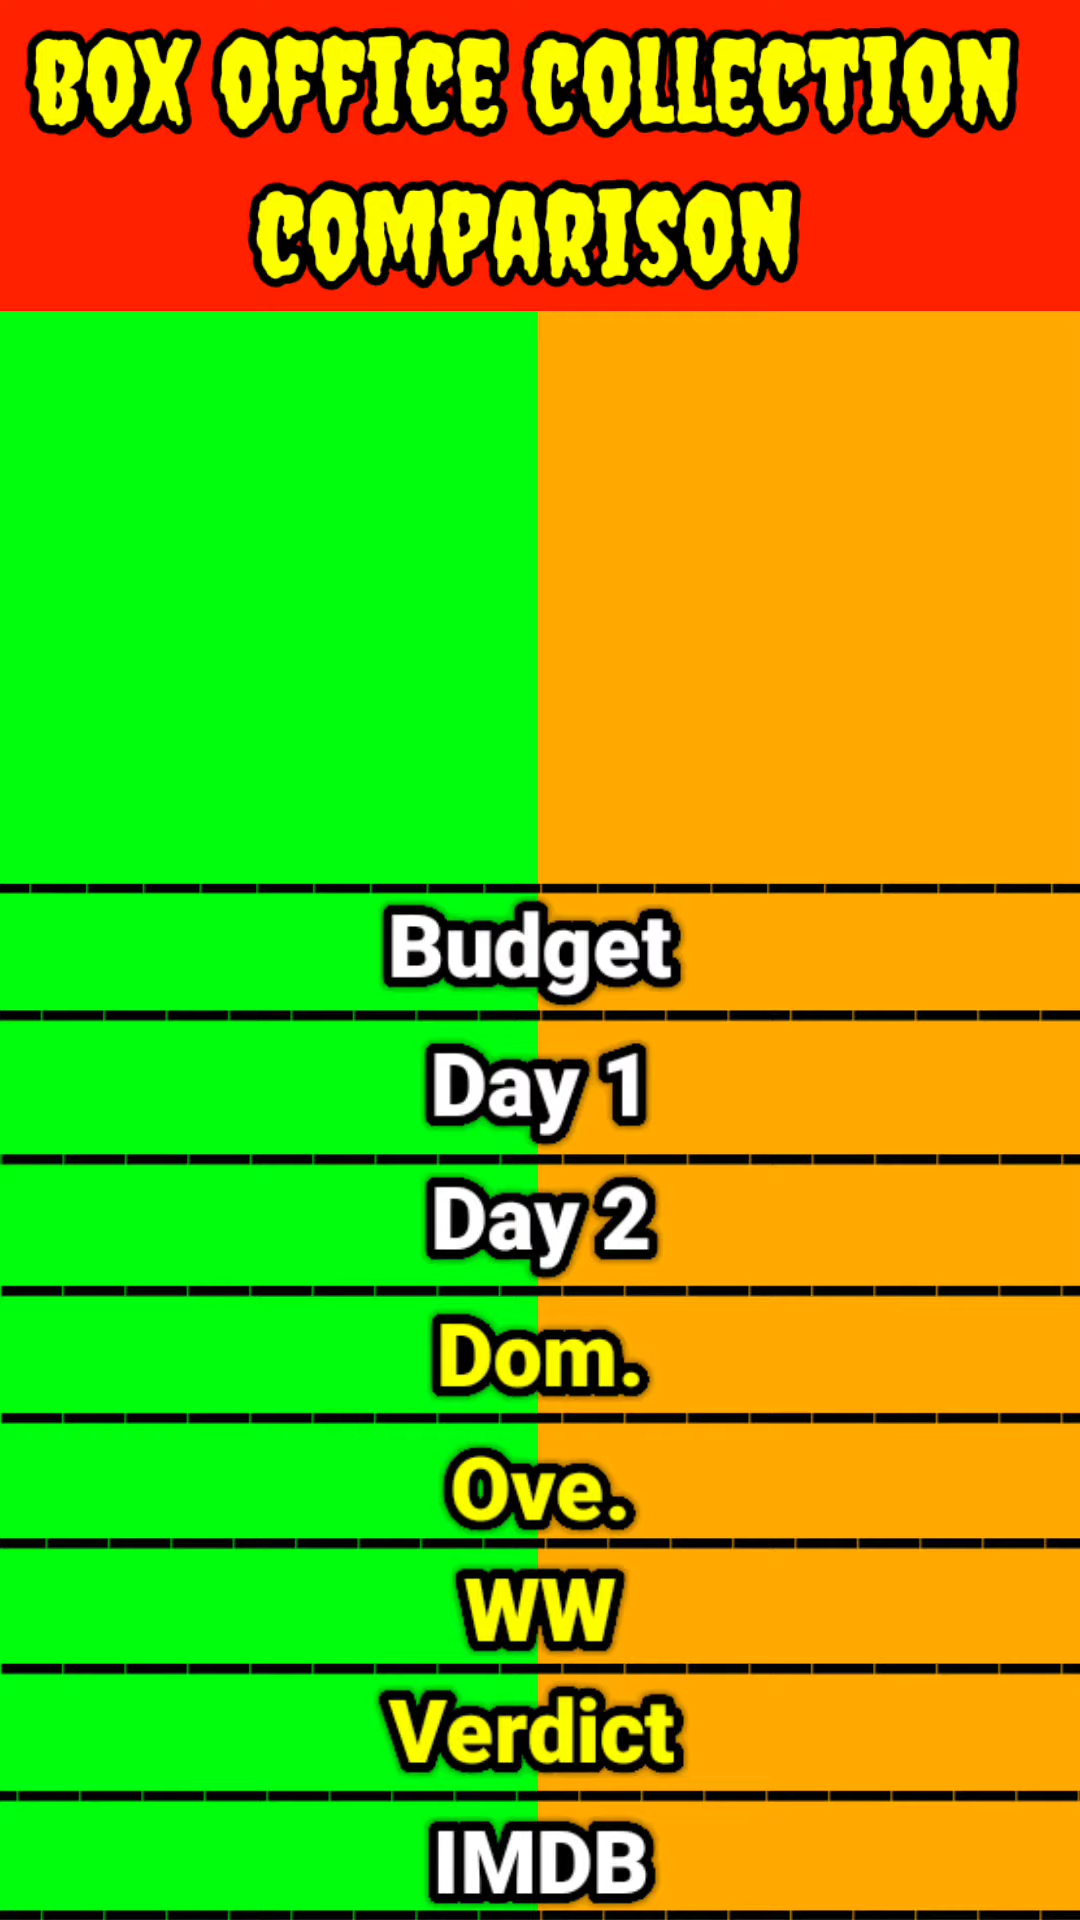 BOX OFFICE COLLECTION
COMPARISON
Budget
Day 1
Day 2
Dom.
Ove.
WW
Verdict
IMDB